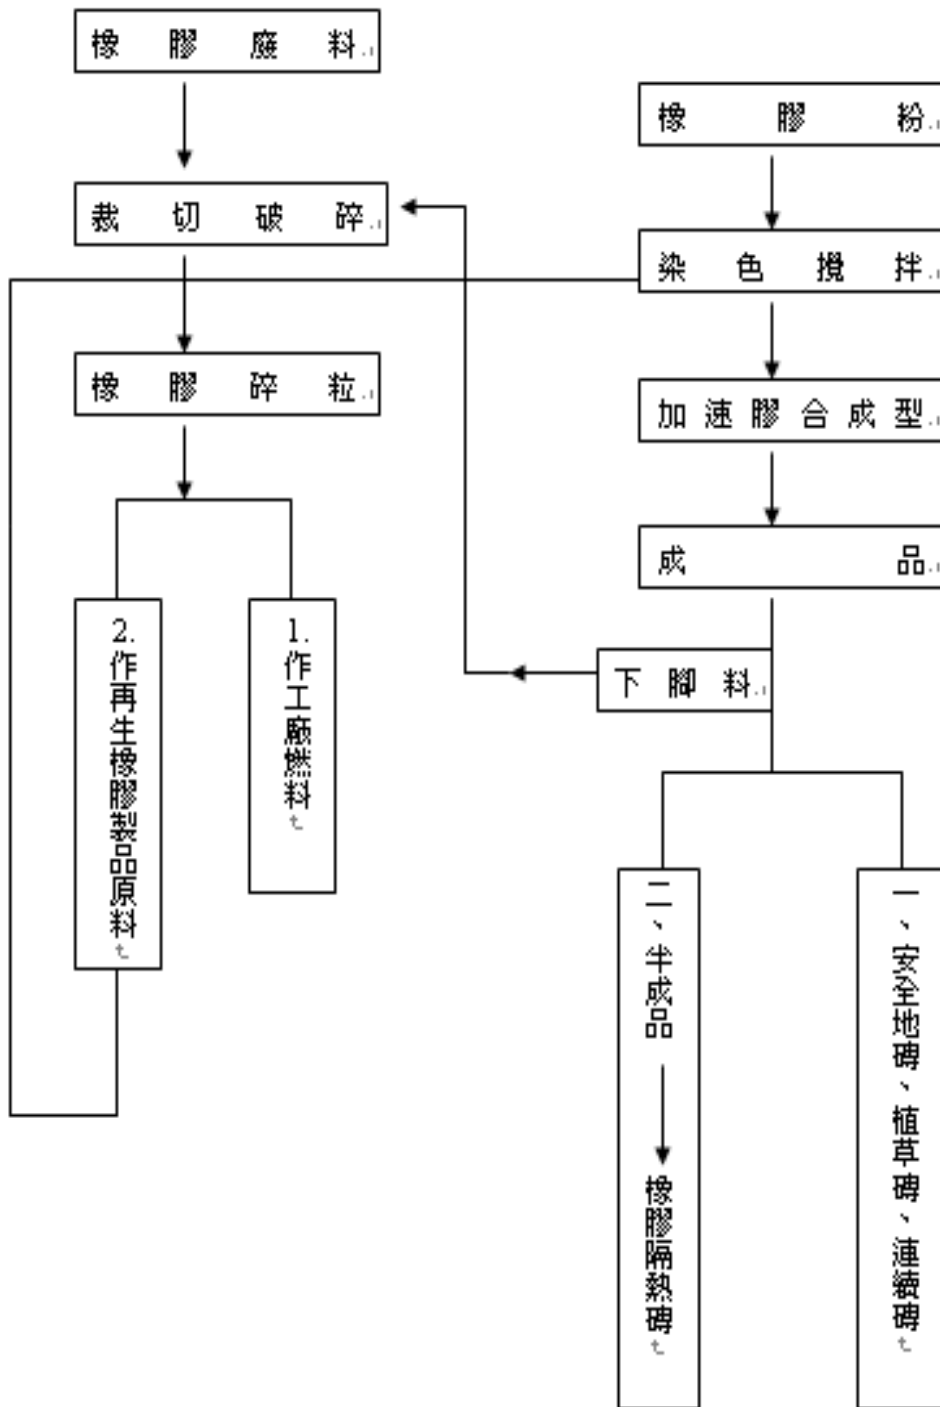 橡膠廢料
裁切破碎
橡膠碎粒
2.作再生橡膠製品原料
1.作工廠燃料
橡膠粉
染色攪拌
加速膠合成型
成品
下腳料
二、半成品
橡膠隔熱磚
一、安全地磚、植草磚、連續磚